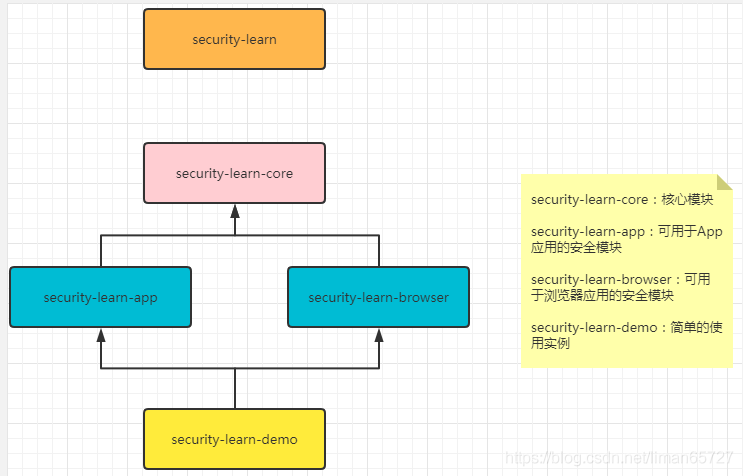 security-learn
security-learn-core
security-learn-app
security-learn-browser
security-learn-demo
security-learn-core：核心模块
security-learn-app：可用于App
应用的安全模块
security-learn-browser：可用
于浏览器应用的安全模块
security-learn-demo：简单的使
用实例
https://blog.csdn.net/liman65727